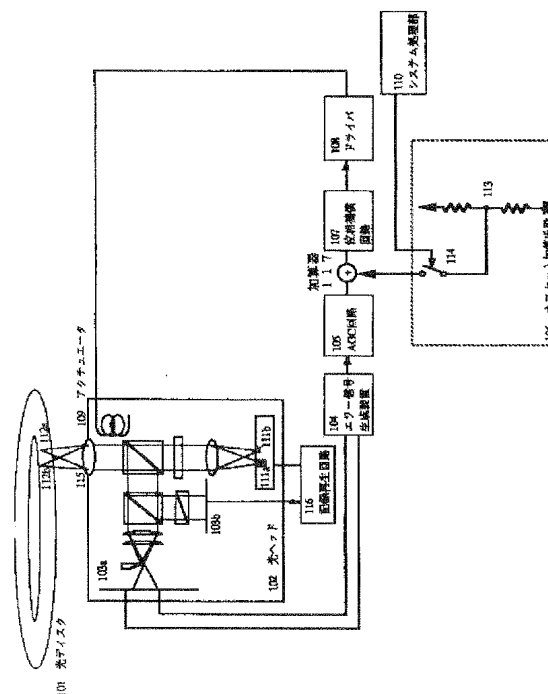 101 光ディスク
102 光ヘッド
103a
103b
109 アクチュエータ
112a
112b
115
111a
111b
116
記録再生回路
104
エラー信号
生成装置
105
AGC回路
加算器
117
+
107
位相補償
回路
108
ドライバ
110
システム処理部
113
114